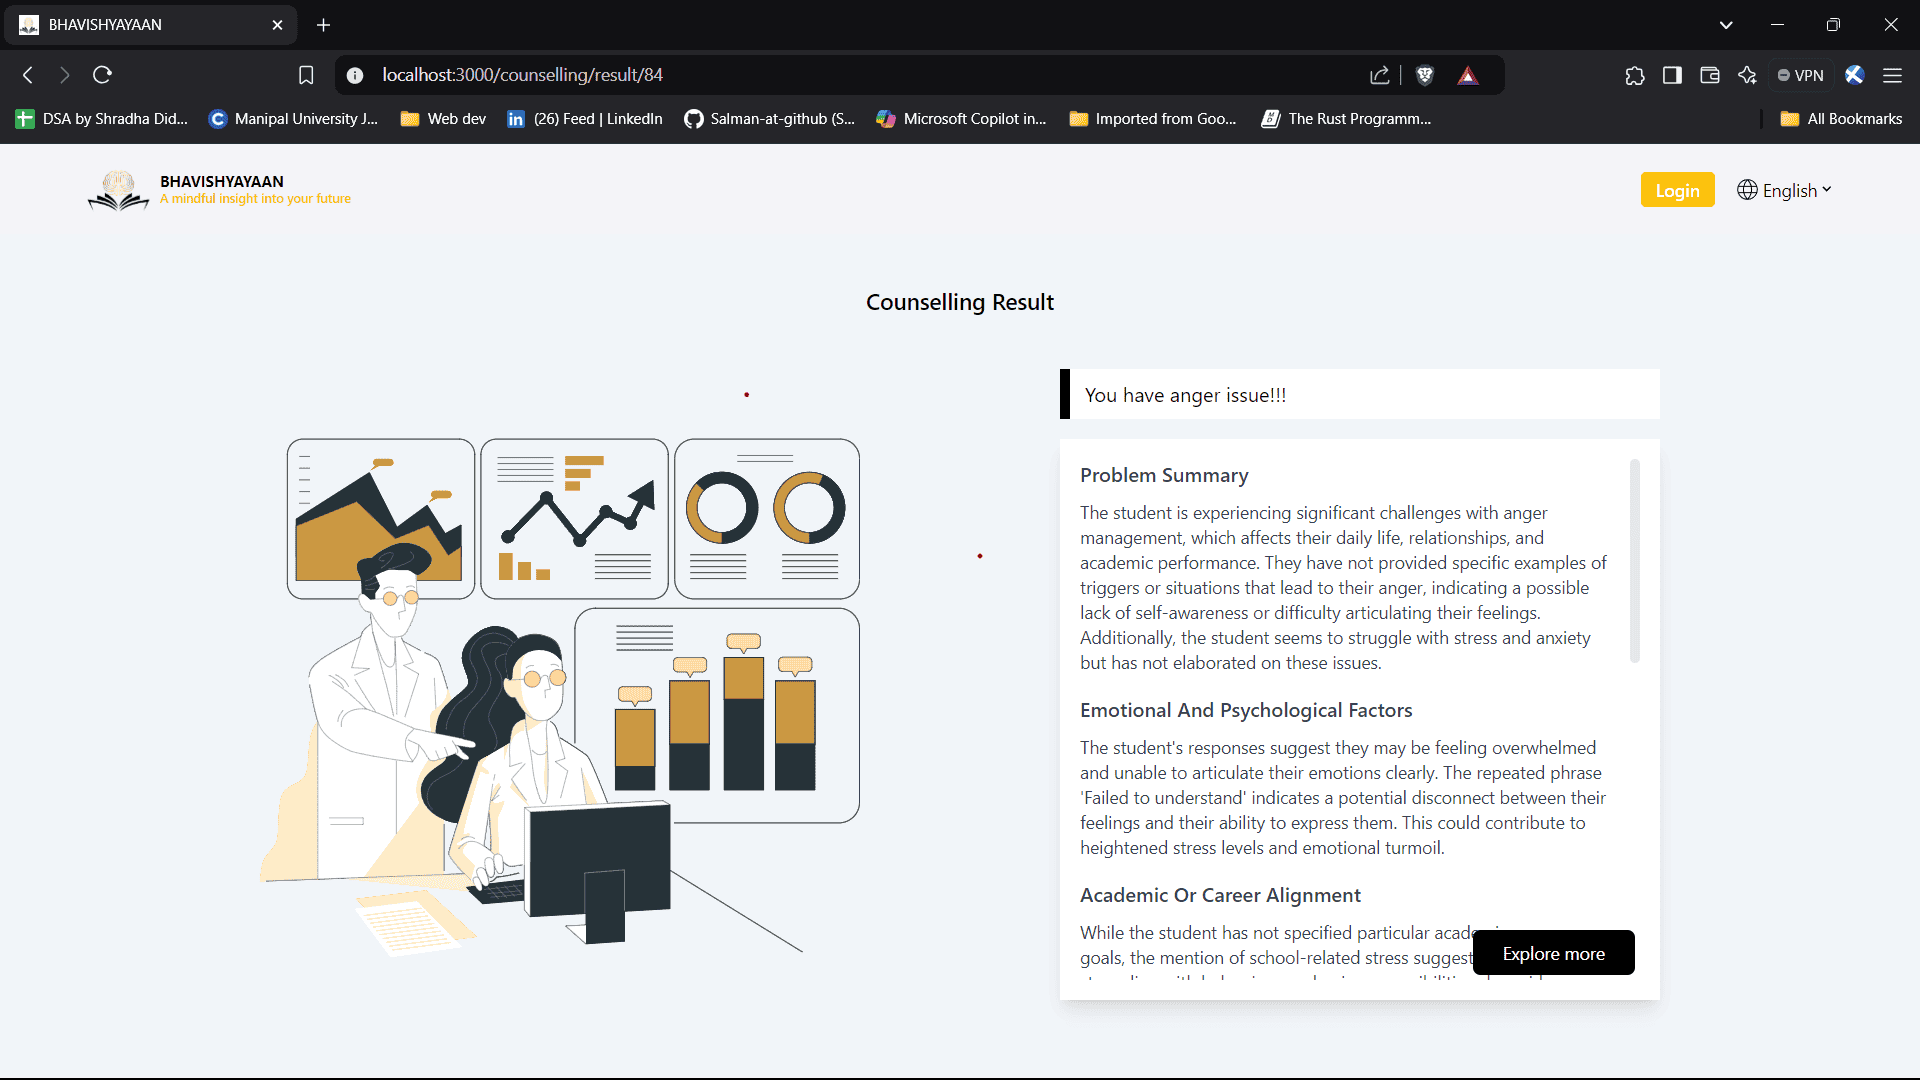 BHAVISHYAYAAN
localhost:3000/counselling/result/84
VPN
DSA by Shradha Did...
Manipal University J...
Web dev
(26) Feed | LinkedIn
Salman-at-github (S...
Microsoft Copilot in...
Imported from Goo...
The Rust Programm...
All Bookmarks
BHAVISHYAYAAN
A mindful insight into your future
Login
English
Counselling Result
You have anger issue!!!
Problem Summary
The student is experiencing significant challenges with anger
management, which affects their daily life, relationships, and
academic performance. They have not provided specific examples of
triggers or situations that lead to their anger, indicating a possible
lack of self-awareness or difficulty articulating their feelings.
Additionally, the student seems to struggle with stress and anxiety
but has not elaborated on these issues.
Emotional And Psychological Factors
The student's responses suggest they may be feeling overwhelmed
and unable to articulate their emotions clearly. The repeated phrase
'Failed to understand' indicates a potential disconnect between their
feelings and their ability to express them. This could contribute to
heightened stress levels and emotional turmoil.
Academic Or Career Alignment
While the student has not specified particular
goals, the mention of school-related stress suggest
Explore more